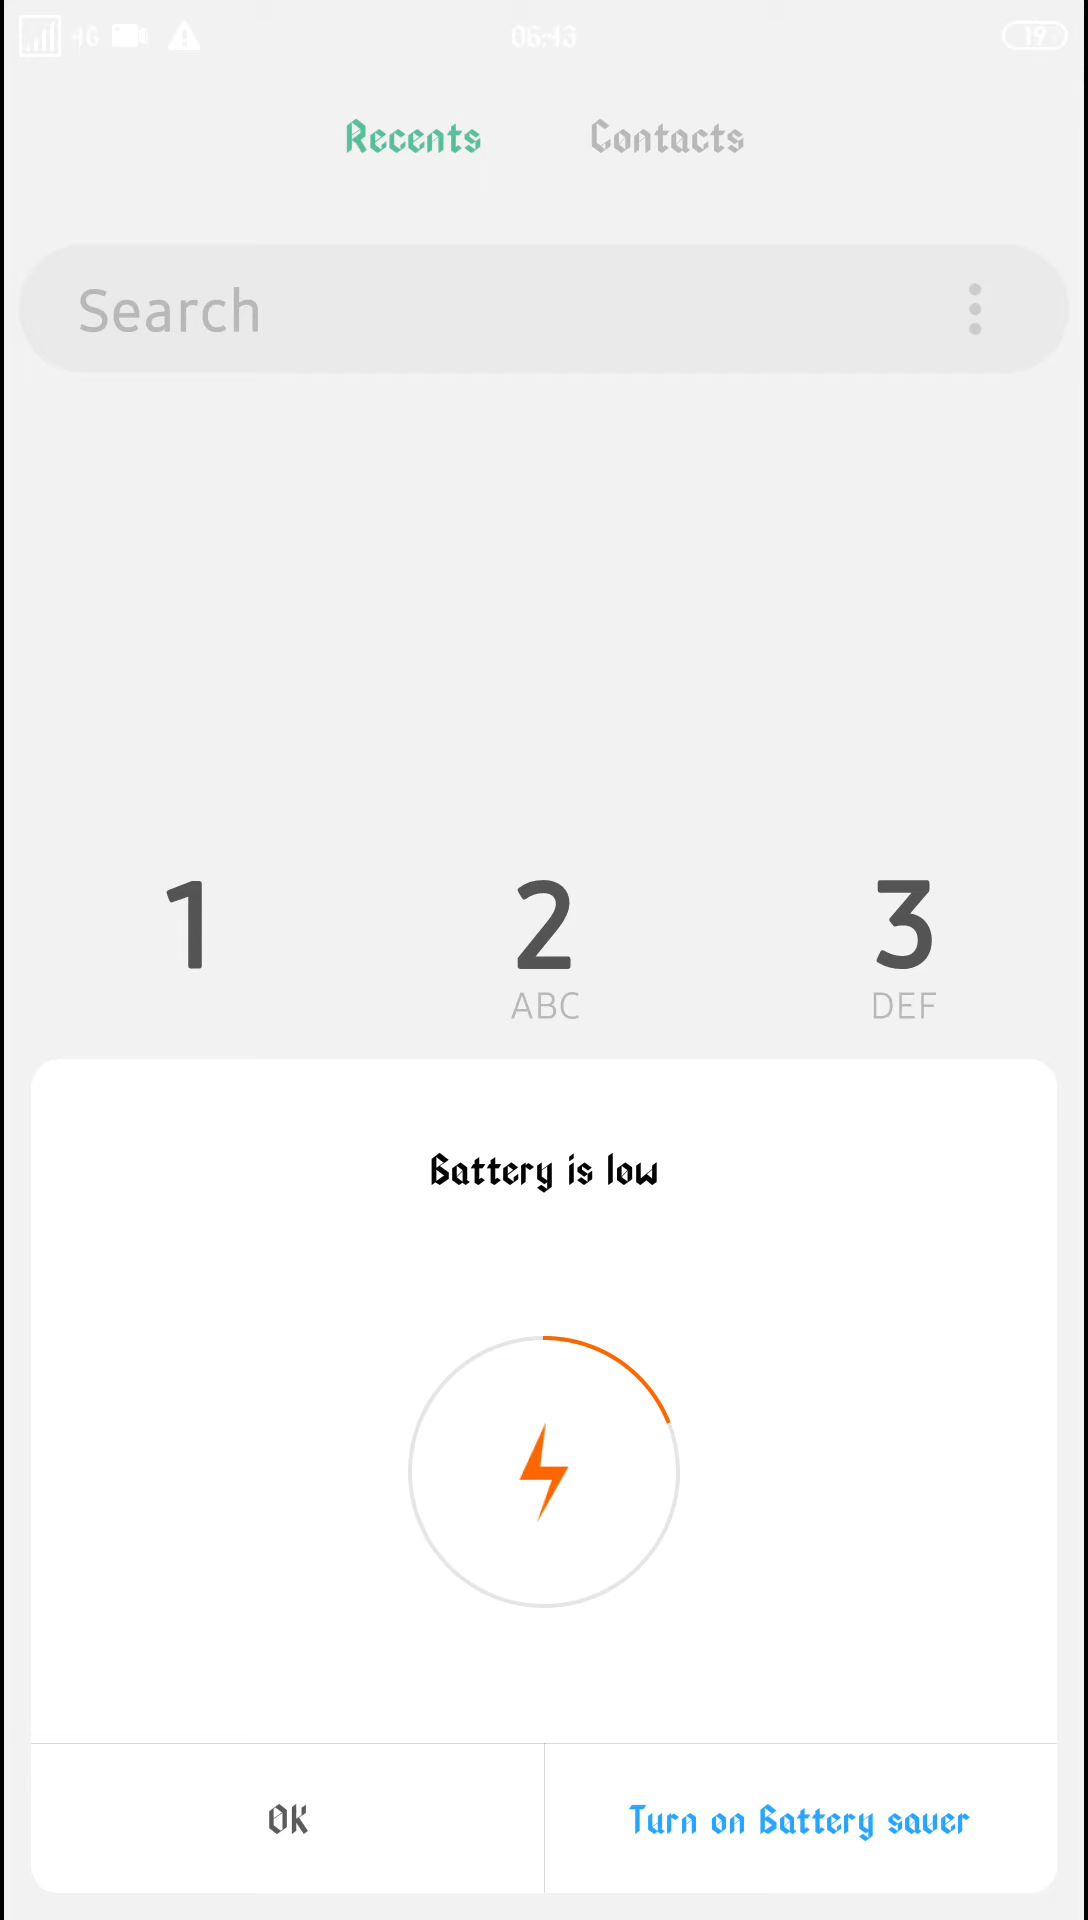 4G 06:43 19
Recents Contacts
Search
1 2 3
ABC DEF
Battery is low
OK Turn on Battery saver